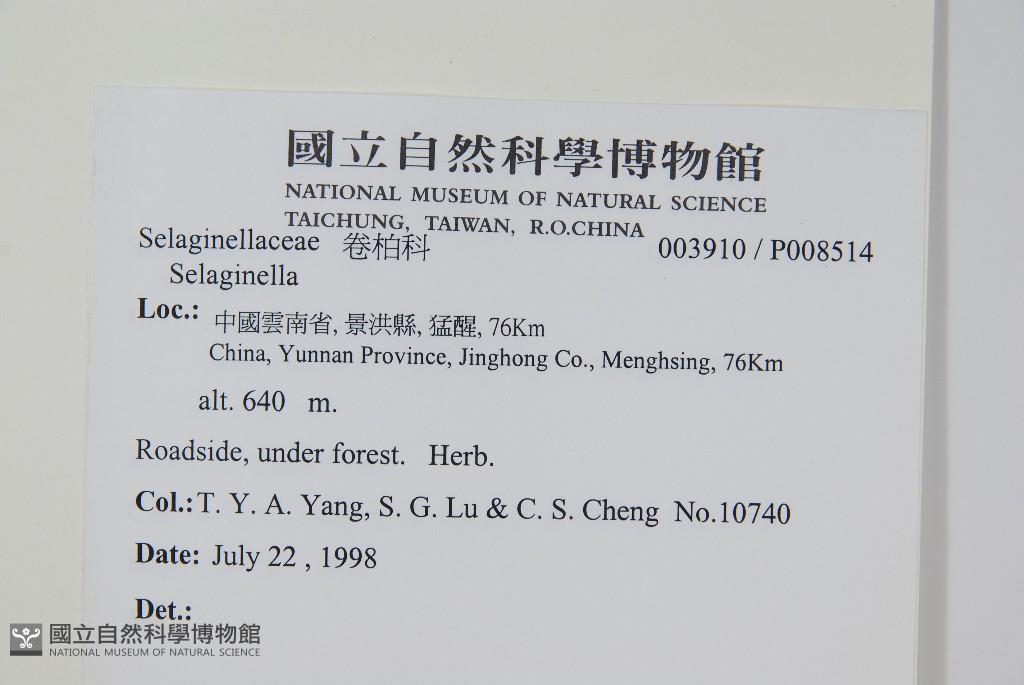 國立自然科學博物館
NATIONAL MUSEUM OF NATURAL SCIENCE
TAICHUNG, TAIWAN, R.O.CHINA
Selaginellaceae 卷柏科 003910 / P008514
Selaginella
Loc.: 中國雲南省, 景洪縣, 猛醒, 76Km
China, Yunnan Province, Jinghong Co., Menghsing, 76Km
alt. 640 m.
Roadside, under forest. Herb.
Col.: T. Y. A. Yang, S. G. Lu & C. S. Cheng No.10740
Date: July 22 , 1998
Det.:
國立自然科學博物館
NATIONAL MUSEUM OF NATURAL SCIENCE